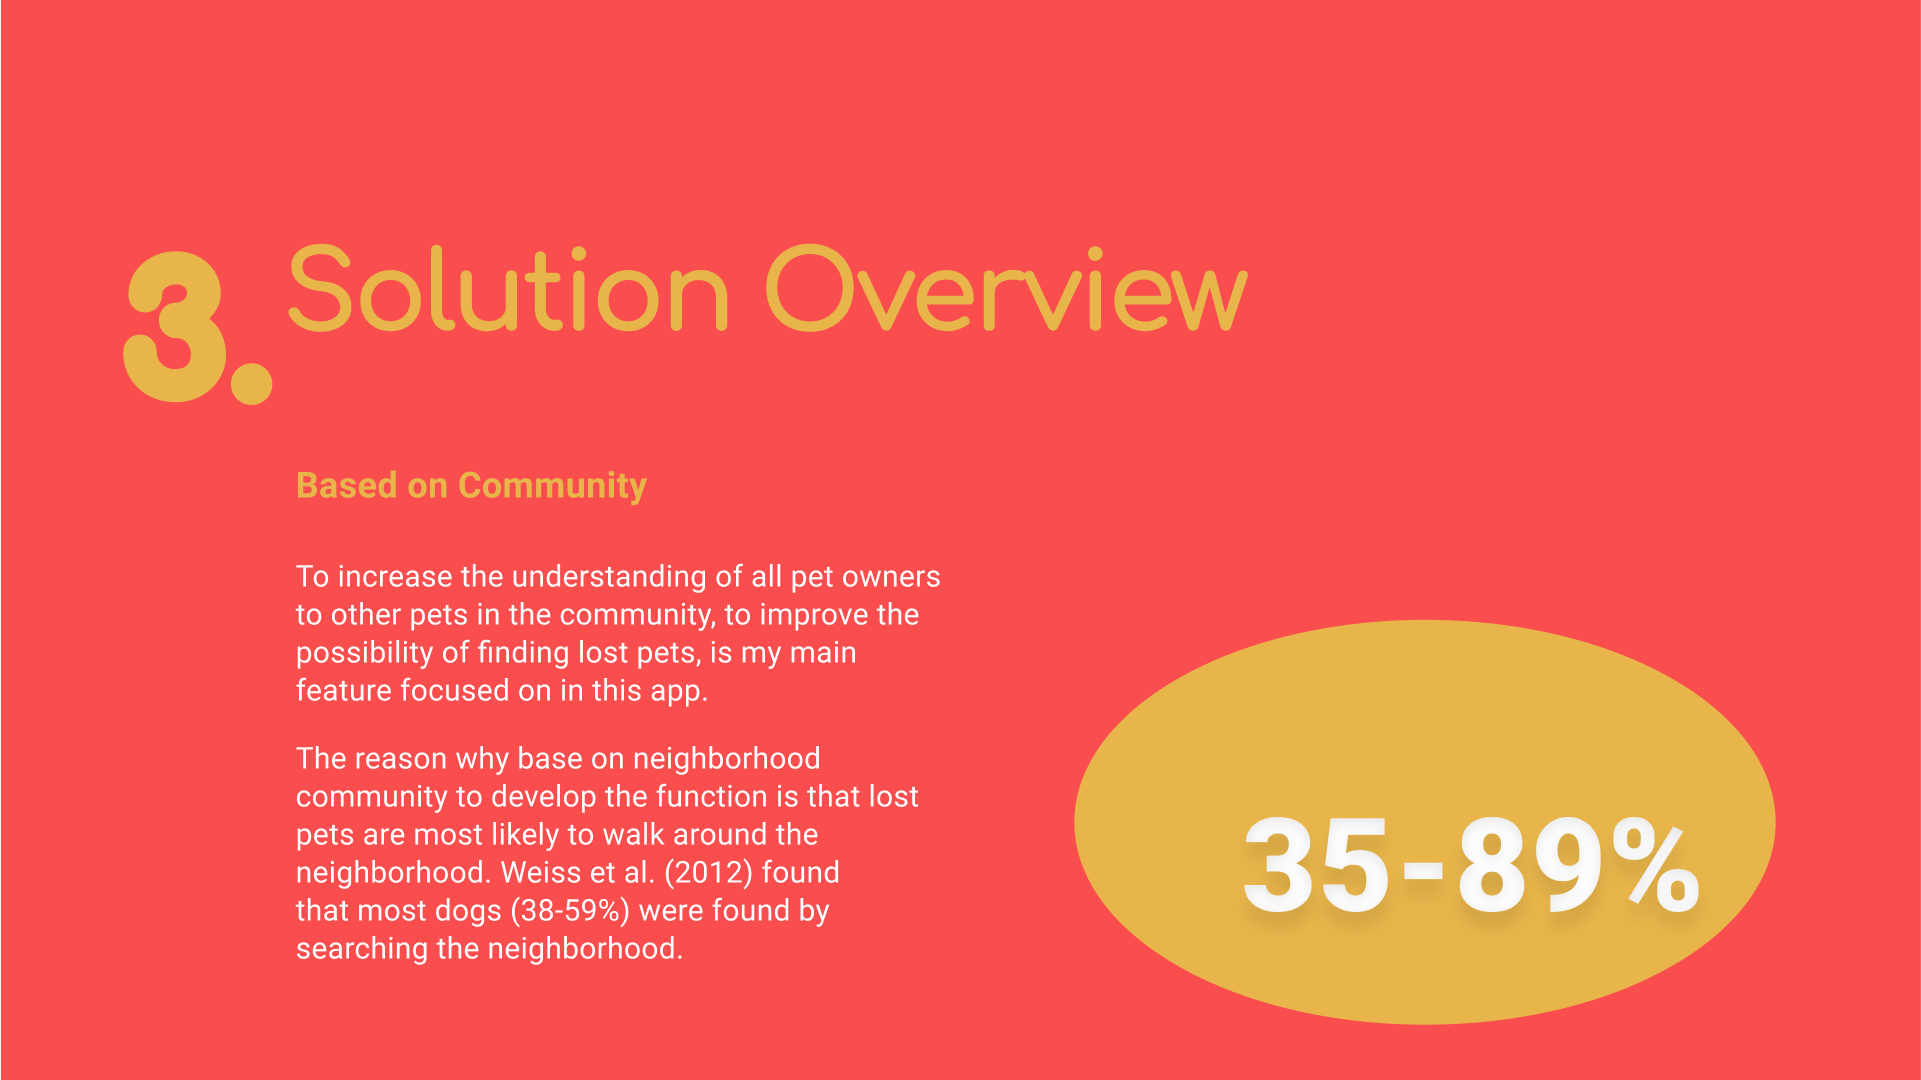 3. Solution Overview
Based on Community
To increase the understanding of all pet owners
to other pets in the community, to improve the
possibility of finding lost pets, is my main
feature focused on in this app.
The reason why base on neighborhood
community to develop the function is that lost
pets are most likely to walk around the
neighborhood. Weiss et al. (2012) found
that most dogs (38-59%) were found by
searching the neighborhood.
35-89%